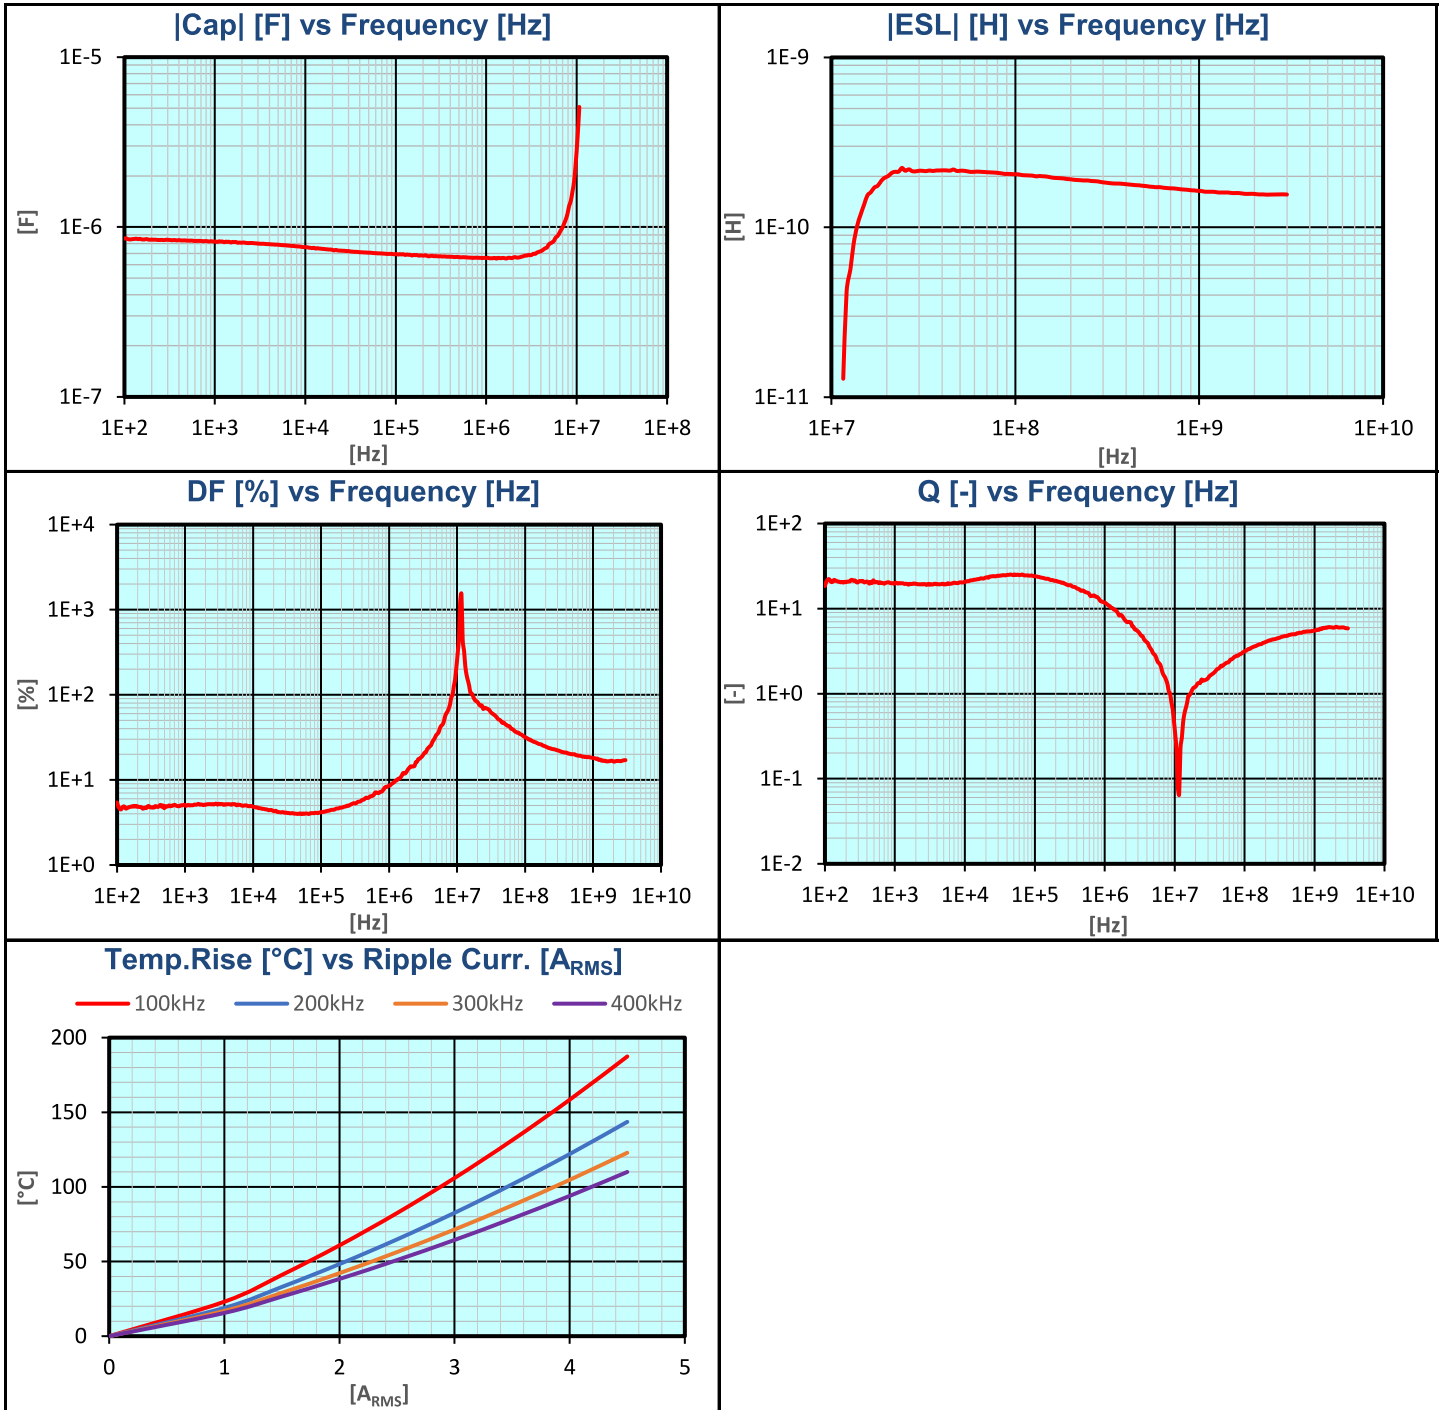 |Cap| [F] vs Frequency [Hz]
1E-5
1E-6
1E-7
[F]
1E+2 1E+3 1E+4 1E+5 1E+6 1E+7 1E+8
[Hz]
|ESL| [H] vs Frequency [Hz]
1E-9
1E-10
1E-11
[H]
1E+7 1E+8 1E+9 1E+10
[Hz]
DF [%] vs Frequency [Hz]
1E+4
1E+3
1E+2
1E+1
1E+0
[%]
1E+2 1E+3 1E+4 1E+5 1E+6 1E+7 1E+8 1E+9 1E+10
[Hz]
Q [-] vs Frequency [Hz]
1E+2
1E+1
1E+0
1E-1
1E-2
[-]
1E+2 1E+3 1E+4 1E+5 1E+6 1E+7 1E+8 1E+9 1E+10
[Hz]
Temp.Rise [°C] vs Ripple Curr. [ARMS]
100kHz 200kHz 300kHz 400kHz
200
150
100
50
0
[°C]
0 1 2 3 4 5
[ARMS]